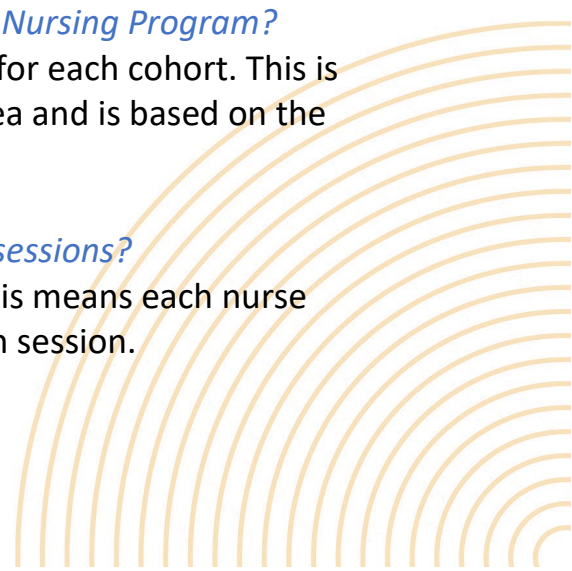 Nursing Program?
for each cohort. This is
ea and is based on the
sessions?
is means each nurse
n session.